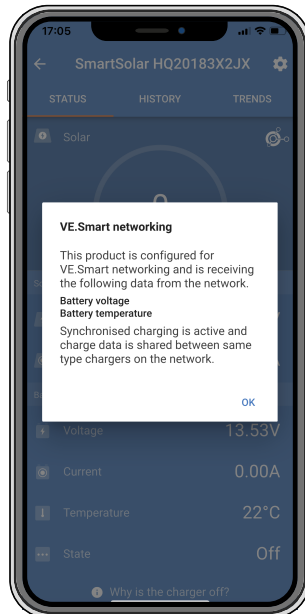 17:05
SmartSolar HQ20183X2JX
STATUS HISTORY TRENDS
Solar
VE.Smart networking
This product is configured for
VE.Smart networking and is receiving
the following data from the network.
Battery voltage
Battery temperature
Synchronised charging is active and
charge data is shared between same
type chargers on the network.
OK
Voltage 13.53V
Current 0.00A
Temperature 22°C
State Off
Why is the charger off?